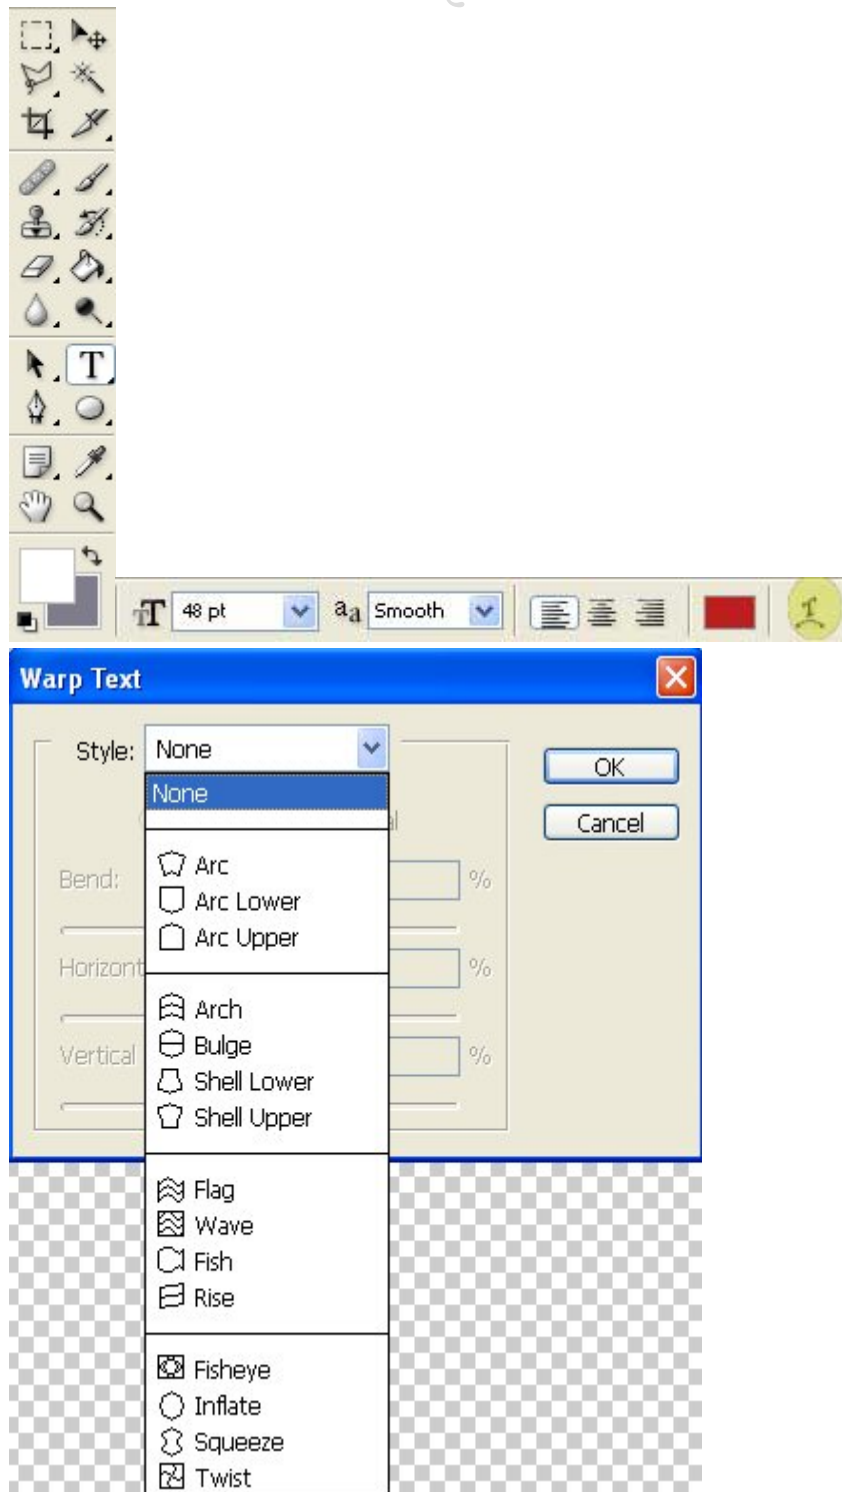 T
48 pt
aa Smooth
Warp Text
Style: None
OK
None
Cancel
Bend: %
Arc
Arc Lower
Arc Upper
Horizont %
Arch
Bulge
Vertical %
Shell Lower
Shell Upper
Flag
Wave
Fish
Rise
Fisheye
Inflate
Squeeze
Twist